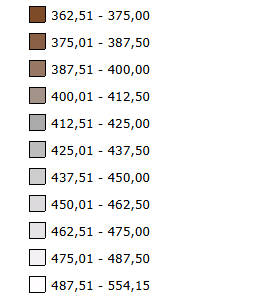 362,51 - 375,00
375,01 - 387,50
387,51 - 400,00
400,01 - 412,50
412,51 - 425,00
425,01 - 437,50
437,51 - 450,00
450,01 - 462,50
462,51 - 475,00
475,01 - 487,50
487,51 - 554,15